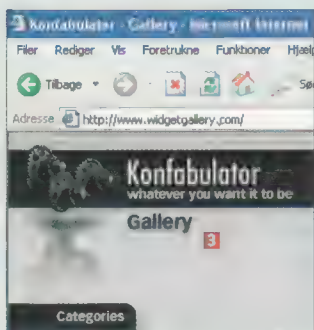 Konfabulator - Gallery - Microsoft Internet
Filer Rediger Vis Foretrukne Funktioner Hjælp
Tilbage Sø
Adresse http://www.widgetgallery.com/
Konfabulator
whatever you want it to be
Gallery
3
Categories